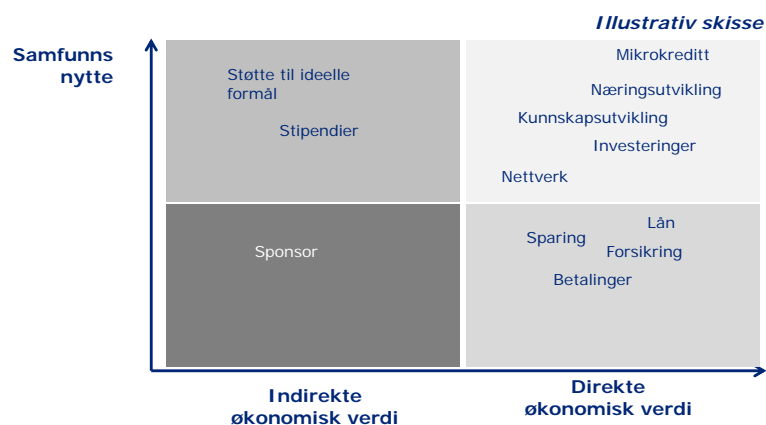 Illustrativ skisse
Samfunns
nytte
Støtte til ideelle
formål
Stipendier
Mikrokreditt
Næringsutvikling
Kunnskapsutvikling
Investeringer
Nettverk
Sponsor
Lån
Sparing
Forsikring
Betalinger
Indirekte
økonomisk verdi
Direkte
økonomisk verdi